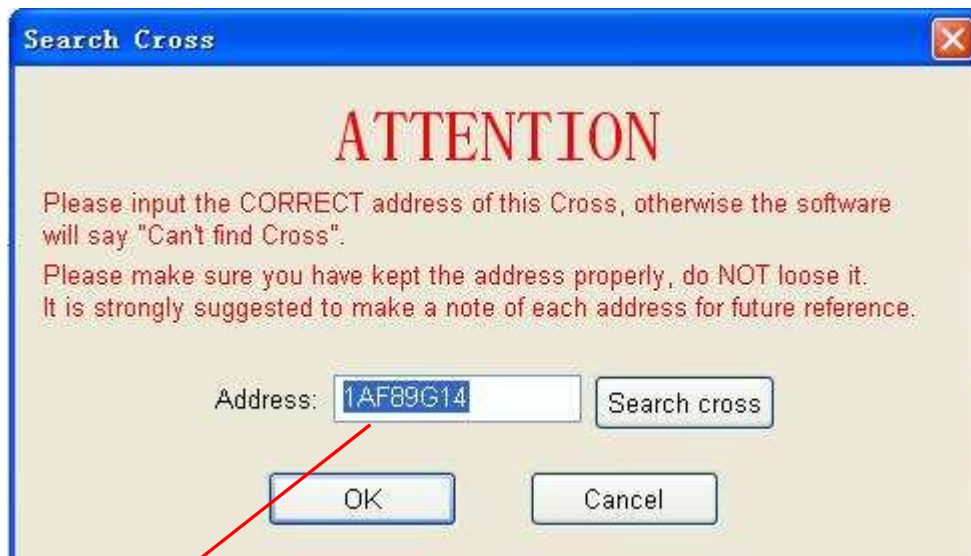 Search Cross
ATTENTION
Please input the CORRECT address of this Cross, otherwise the software
will say "Can't find Cross".
Please make sure you have kept the address properly, do NOT loose it.
It is strongly suggested to make a note of each address for future reference.
Address: 1AF89G14 Search cross
OK Cancel